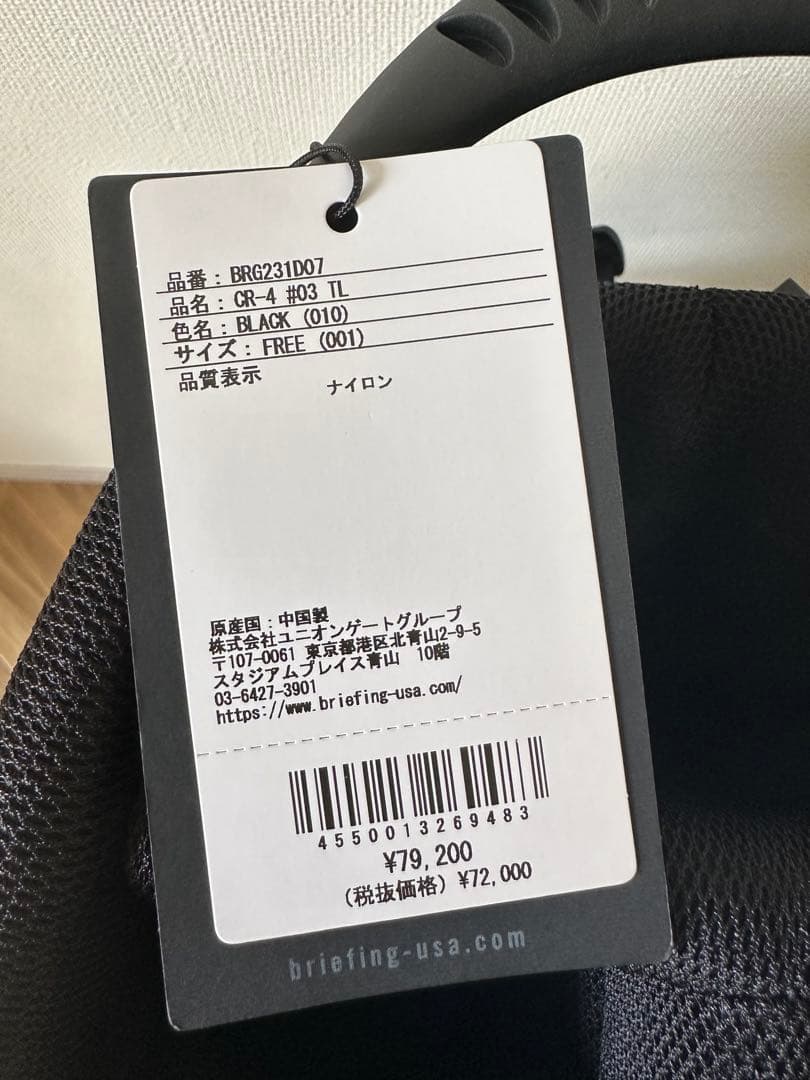 品番：BRG231D07
品名：CR-4 #03 TL
色名：BLACK (010)
サイズ：FREE (001)
品質表示　ナイロン
原産国：中国製
株式会社ユニオンゲートグループ
〒107-0061 東京都港区北青山2-9-5
スタジアムプレイス青山　10階
03-6427-3901
https://www.briefing-usa.com/
4550013269483
¥79,200
(税抜価格) ¥72,000
briefing-usa.com